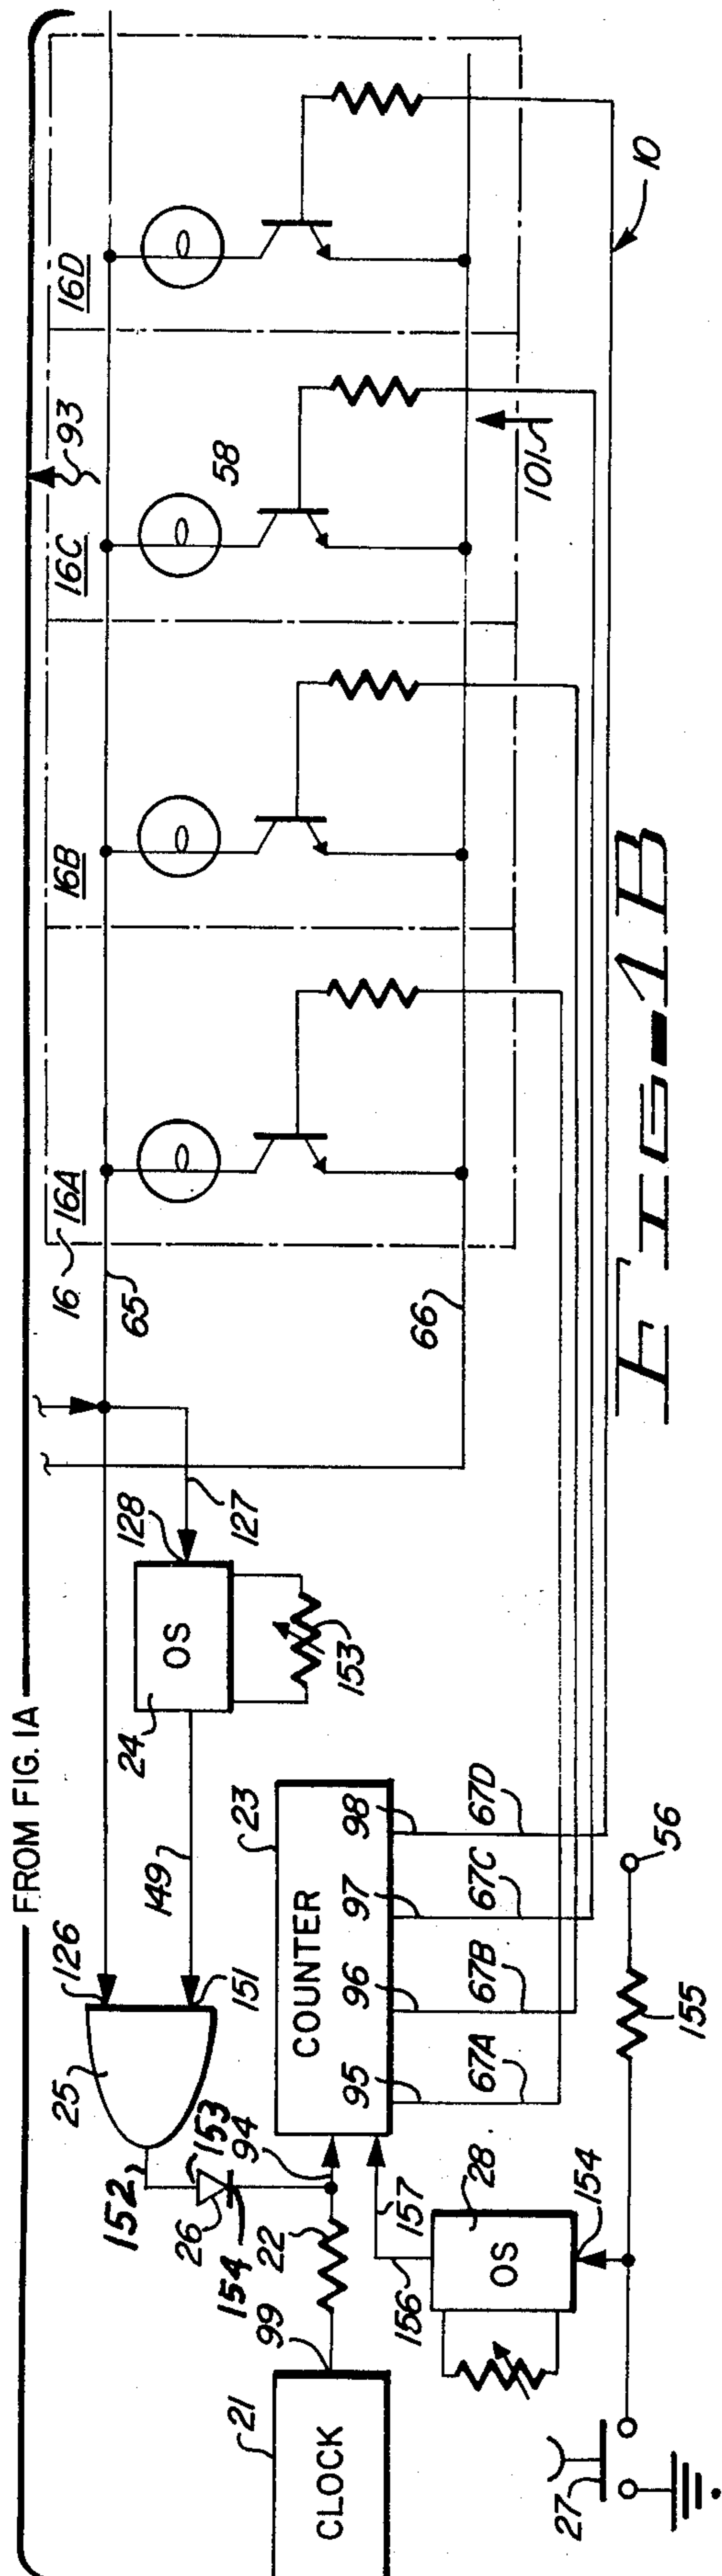 FROM FIG. 1A
93
16
16A
16B
16C
16D
65
58
66
101
10
126
25
151
149
24
OS
128
127
153
152
153
26
154
94
22
99
21
CLOCK
23
COUNTER
95
96
97
98
67A
67B
67C
67D
157
156
28
OS
154
155
56
27
FIG-1B